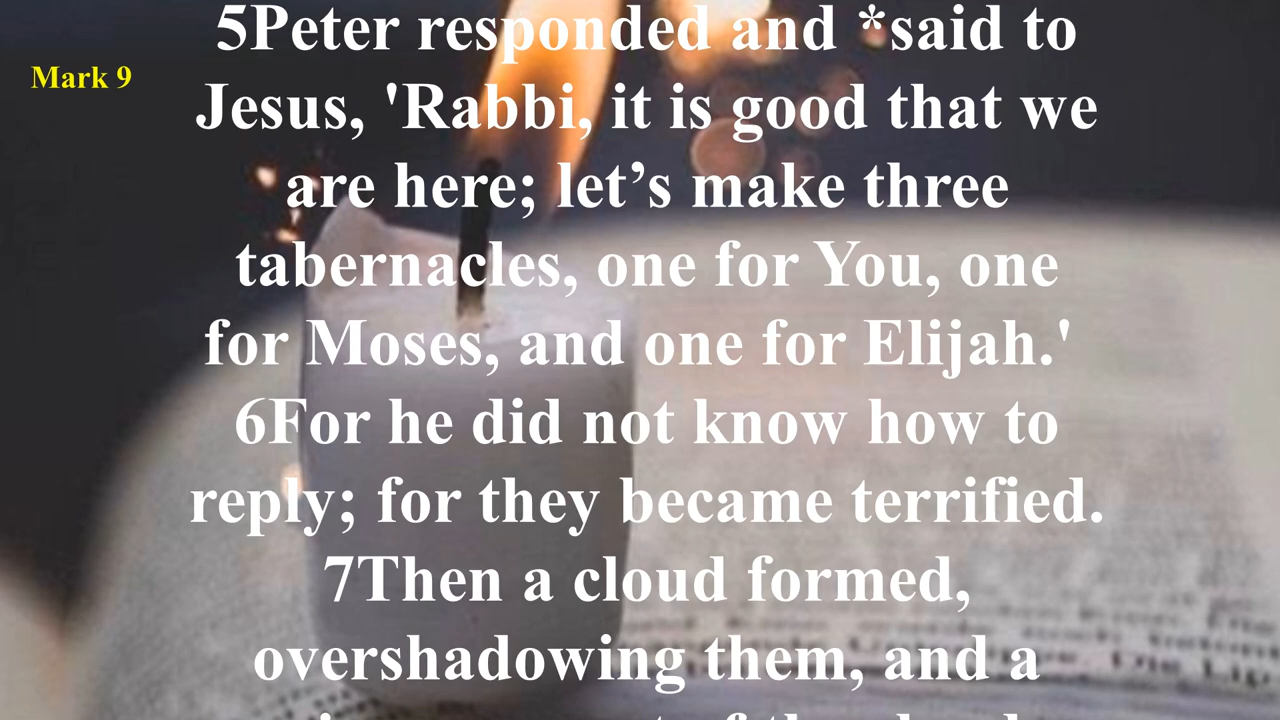 5Peter responded and *said to
Mark 9
Jesus, 'Rabbi, it is good that we
are here; let’s make three
tabernacles, one for You, one
for Moses, and one for Elijah.'
6For he did not know how to
reply; for they became terrified.
7Then a cloud formed,
overshadowing them, and a